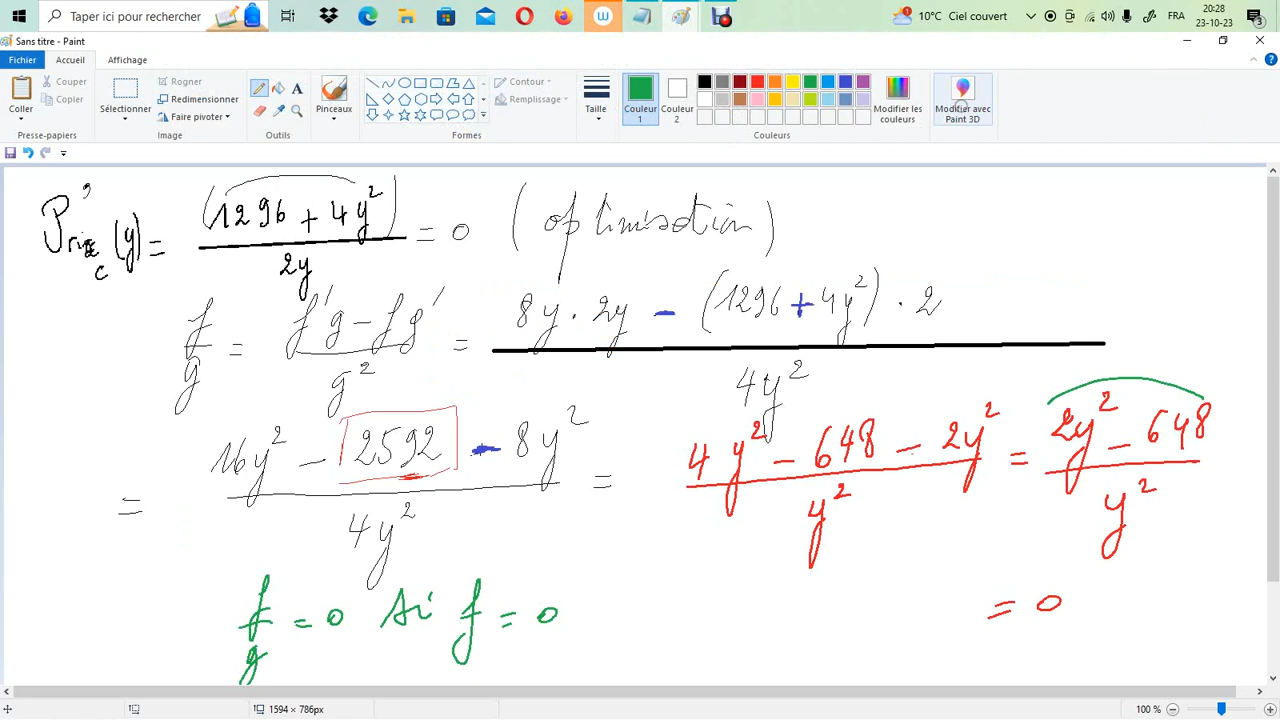 Taper ici pour rechercher
10°C Ciel couvert
FRA
20:28
23-10-23
3
Sans titre - Paint
Fichier
Accueil
Affichage
Coller
Couper
Copier
Presse-papiers
Sélectionner
Rogner
Redimensionner
Faire pivoter
Image
Outils
Pinceaux
Contour
Remplissage
Formes
Taille
Couleur 1
Couleur 2
Modifier les couleurs
Couleurs
Modifier avec Paint 3D
(y) = (1296 + 4y²) / 2y = 0 (optimisation)
f/g = f'g - fg' / g² = 8y · 2y - (1296 + 4y²) · 2 / 4y²
= 16y² - 2592 - 8y² / 4y² = 4y² - 648 - 2y² / y² = 2y² - 648 / y²
= 0
f/g = 0 si f = 0
1594 × 786px
100 %